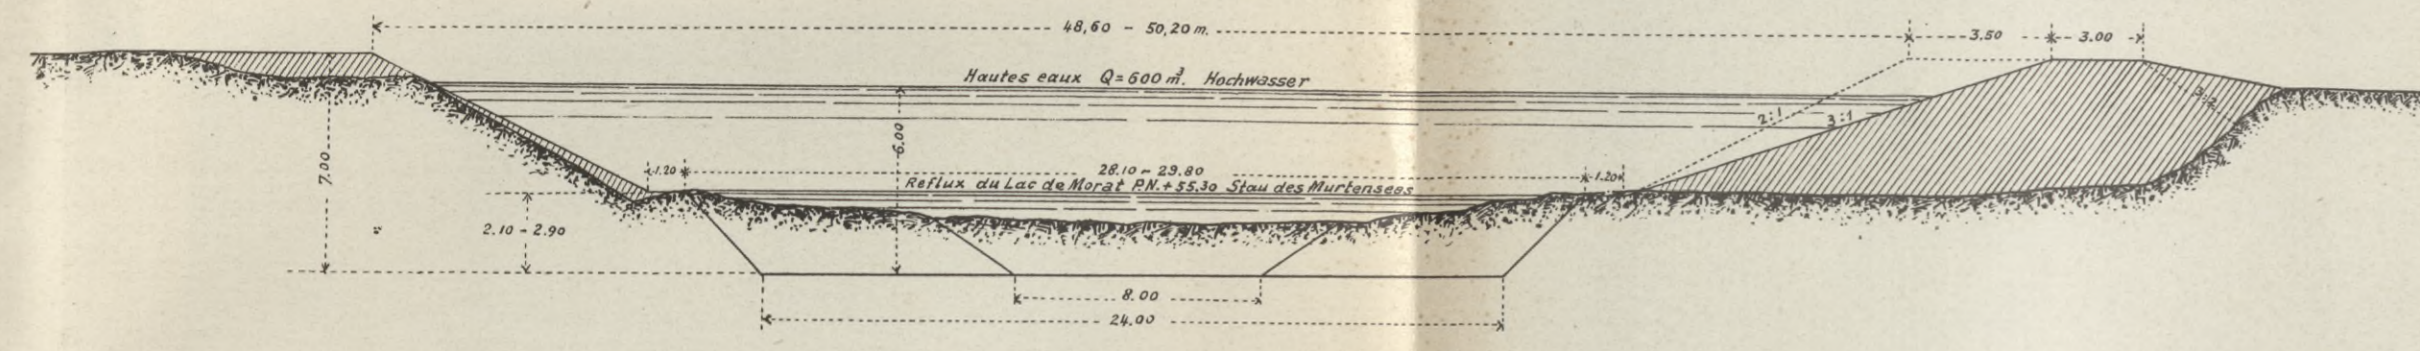 48,60 - 50,20 m.
3.50
3.00
Hautes eaux Q=600 m³. Hochwasser
2:1
3:1
3:2
7.00
6.00
1.20
28.10 - 29.80
1.20
Reflux du Lac de Morat P.N.+55.30 Stau des Murtensees
2.10 - 2.90
8.00
24.00